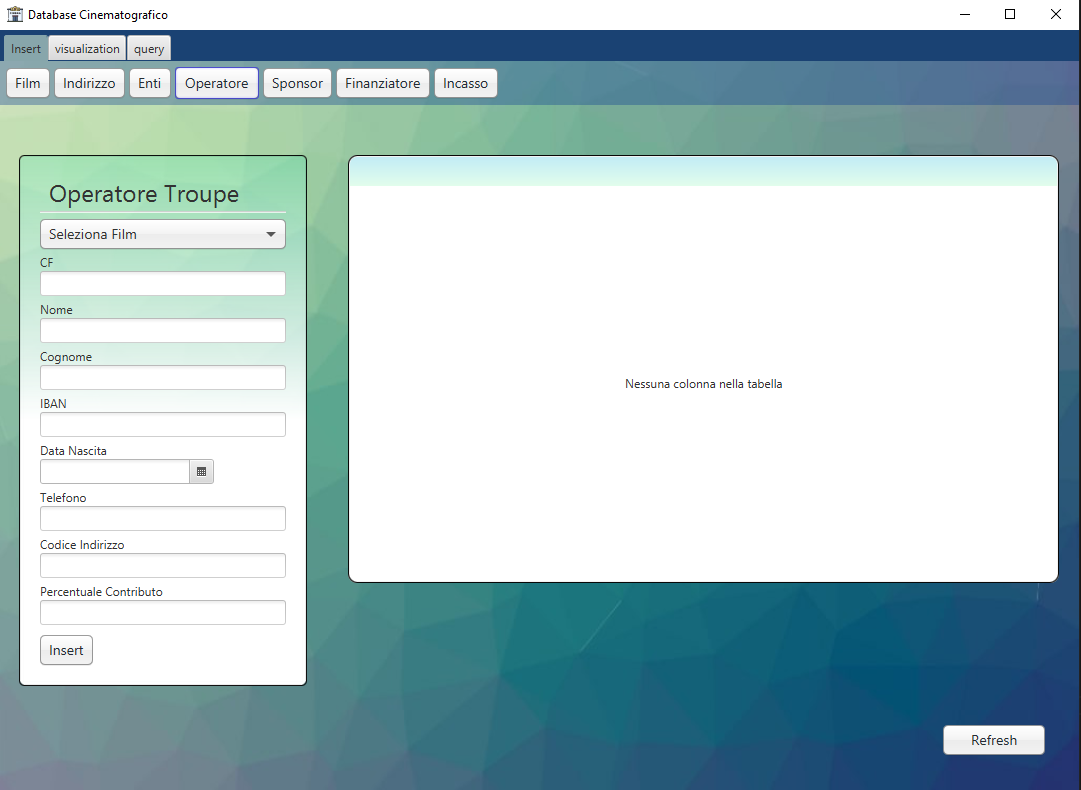 Database Cinematografico
Insert visualization query
Film Indirizzo Enti Operatore Sponsor Finanziatore Incasso
Operatore Troupe
Seleziona Film
CF
Nome
Cognome
IBAN
Data Nascita
Telefono
Codice Indirizzo
Percentuale Contributo
Insert
Nessuna colonna nella tabella
Refresh